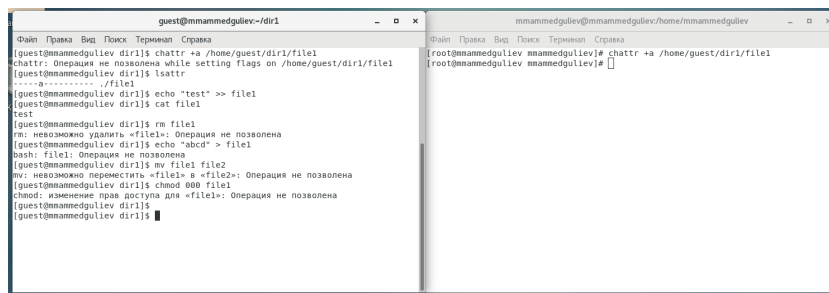 guest@mmammedguliev:~/dir1
Файл Правка Вид Поиск Терминал Справка
[guest@mmammedguliev dir1]$ chattr +a /home/guest/dir1/file1
chattr: Операция не позволена while setting flags on /home/guest/dir1/file1
[guest@mmammedguliev dir1]$ lsattr
-----a---------- ./file1
[guest@mmammedguliev dir1]$ echo "test" >> file1
[guest@mmammedguliev dir1]$ cat file1
test
[guest@mmammedguliev dir1]$ rm file1
rm: невозможно удалить «file1»: Операция не позволена
[guest@mmammedguliev dir1]$ echo "abcd" > file1
bash: file1: Операция не позволена
[guest@mmammedguliev dir1]$ mv file1 file2
mv: невозможно переместить «file1» в «file2»: Операция не позволена
[guest@mmammedguliev dir1]$ chmod 000 file1
chmod: изменение прав доступа для «file1»: Операция не позволена
[guest@mmammedguliev dir1]$
[guest@mmammedguliev dir1]$
mmammedguliev@mmammedguliev:/home/mmammedguliev
Файл Правка Вид Поиск Терминал Справка
[root@mmammedguliev mmammedguliev]# chattr +a /home/guest/dir1/file1
[root@mmammedguliev mmammedguliev]#